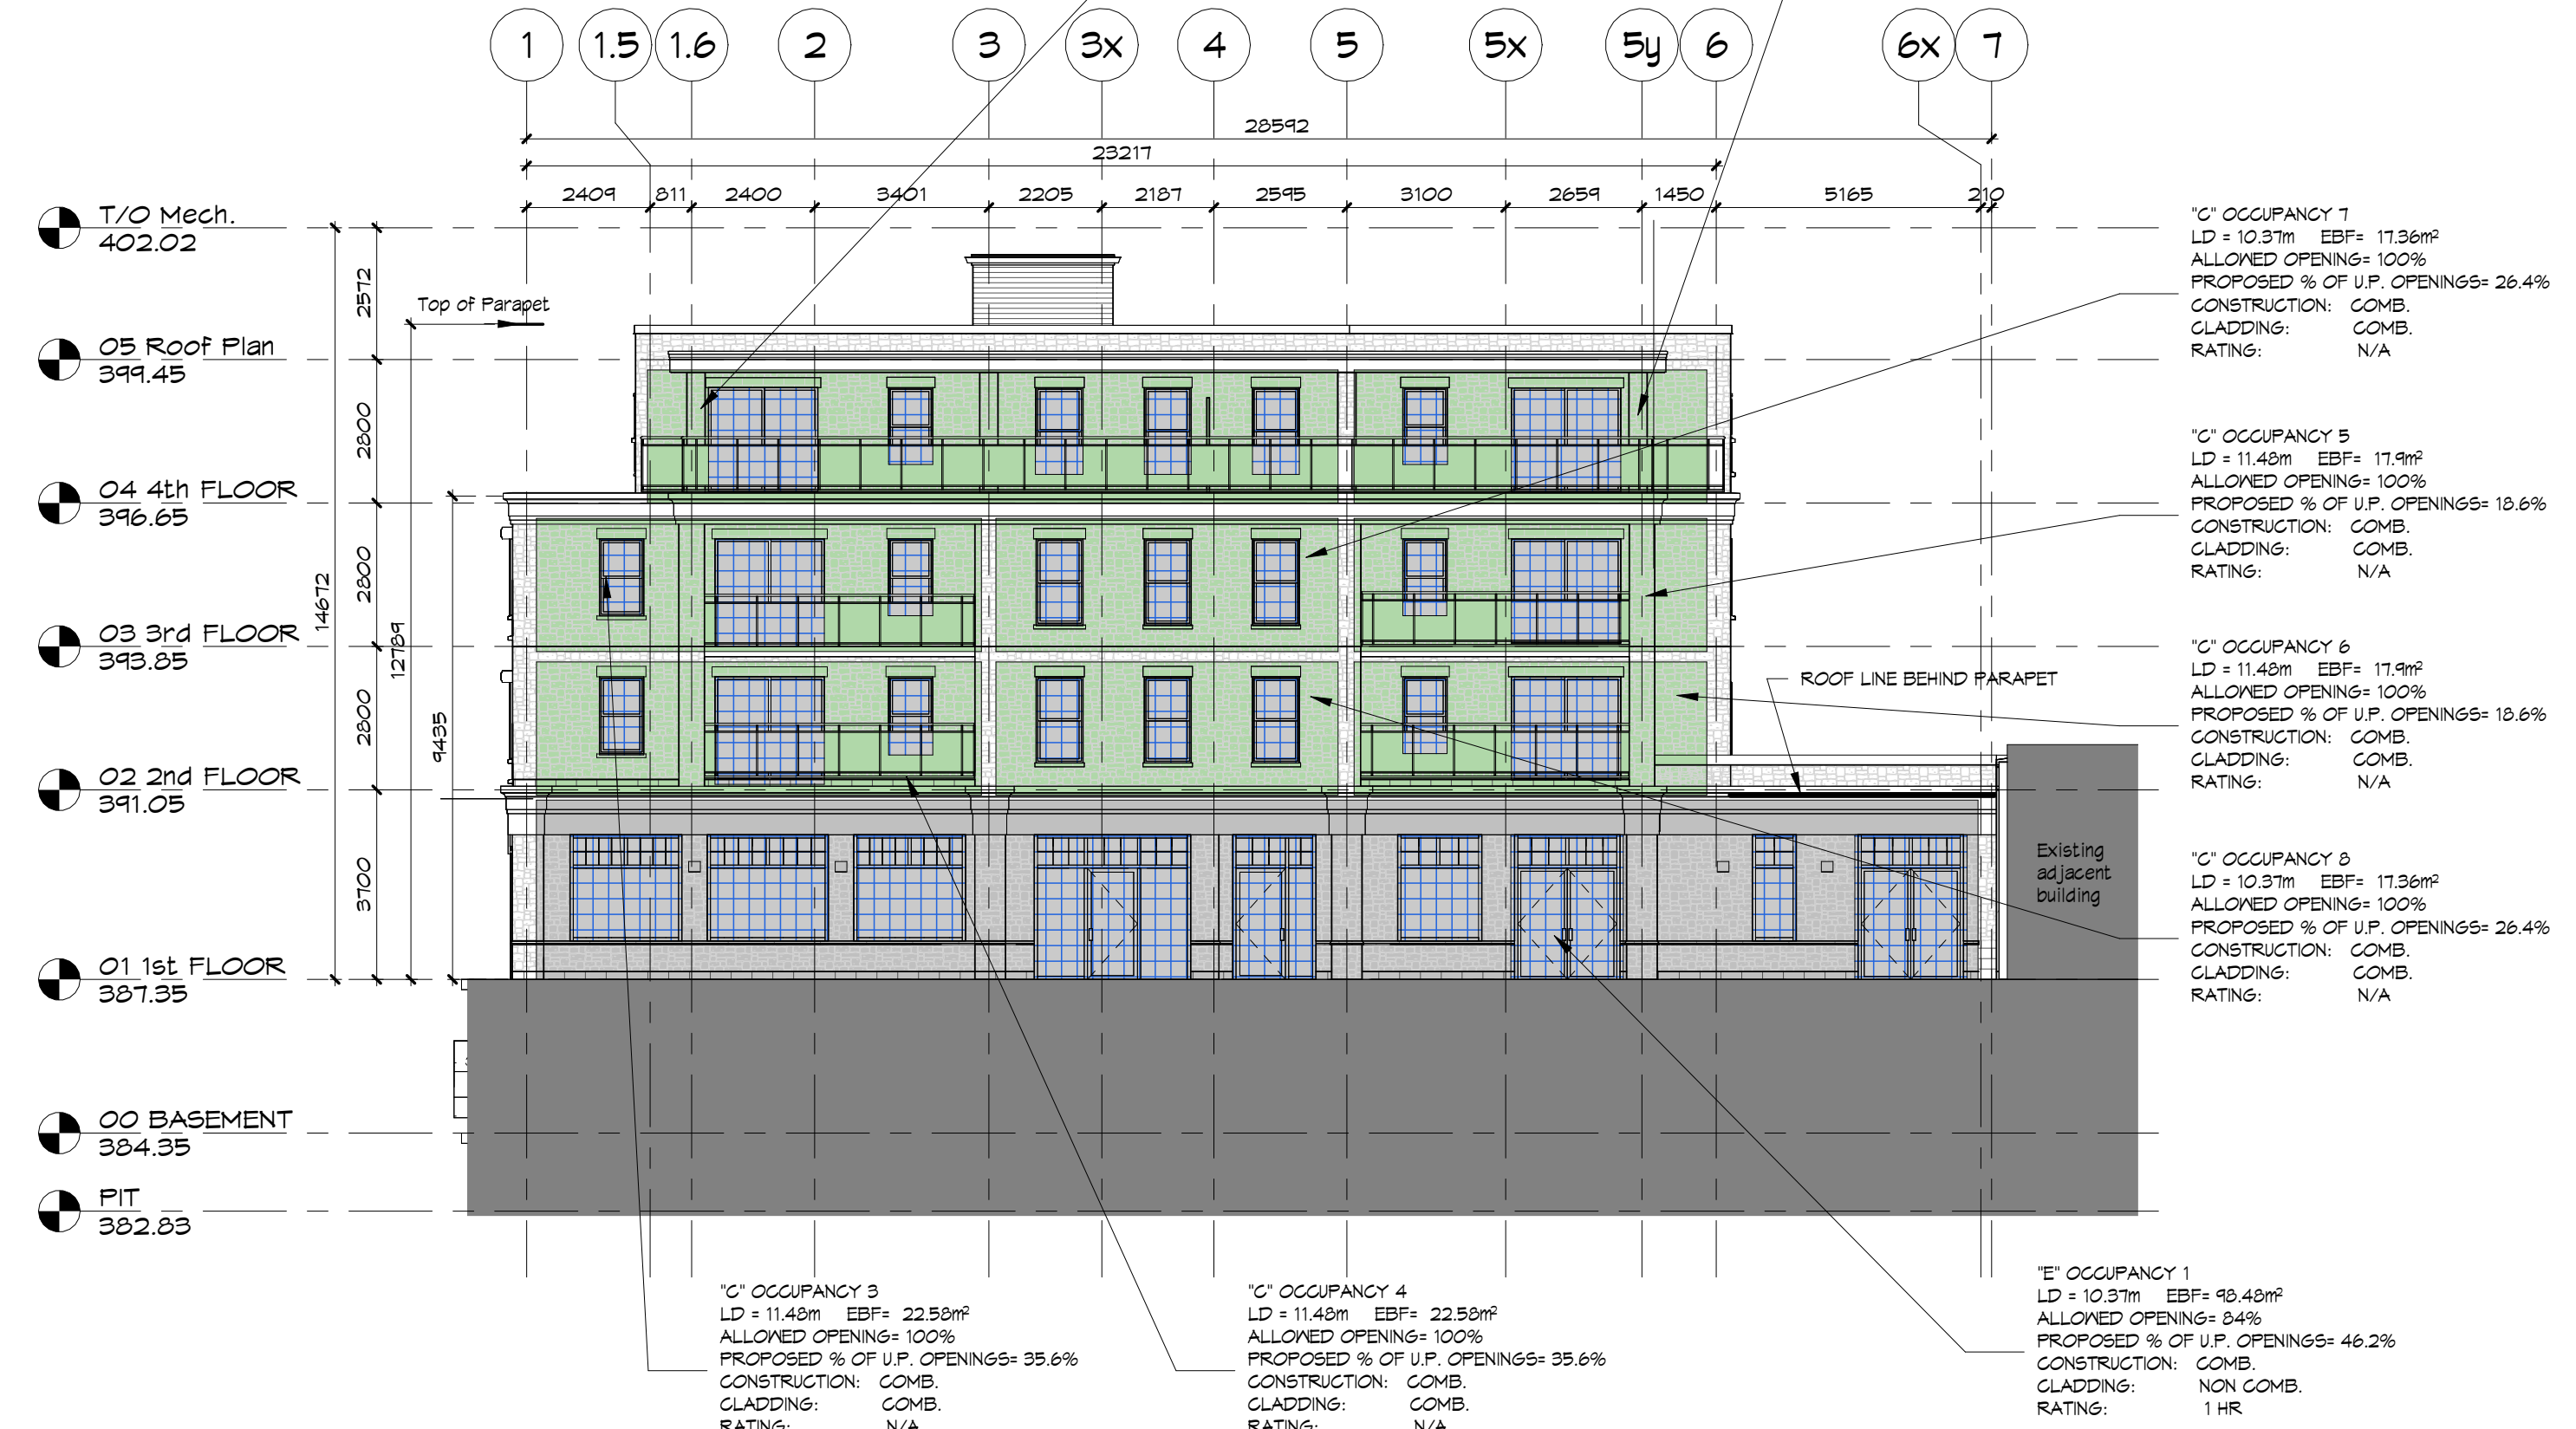 1 1.5 1.6 2 3 3x 4 5 5x 5y 6 6x 7
28592
23217
2409 811 2400 3401 2205 2187 2595 3100 2659 1450 5165 210
T/O Mech.
402.02
2572
Top of Parapet
05 Roof Plan
399.45
2800
04 4th FLOOR
396.65
2800
14672
03 3rd FLOOR
393.85
12789
2800
9435
02 2nd FLOOR
391.05
3700
01 1st FLOOR
387.35
00 BASEMENT
384.35
PIT
382.83
ROOF LINE BEHIND PARAPET
Existing
adjacent
building
"C" OCCUPANCY 7
LD = 10.37m EBF= 17.36m²
ALLOWED OPENING= 100%
PROPOSED % OF U.P. OPENINGS= 26.4%
CONSTRUCTION: COMB.
CLADDING: COMB.
RATING: N/A
"C" OCCUPANCY 5
LD = 11.48m EBF= 17.9m²
ALLOWED OPENING= 100%
PROPOSED % OF U.P. OPENINGS= 18.6%
CONSTRUCTION: COMB.
CLADDING: COMB.
RATING: N/A
"C" OCCUPANCY 6
LD = 11.48m EBF= 17.9m²
ALLOWED OPENING= 100%
PROPOSED % OF U.P. OPENINGS= 18.6%
CONSTRUCTION: COMB.
CLADDING: COMB.
RATING: N/A
"C" OCCUPANCY 8
LD = 10.37m EBF= 17.36m²
ALLOWED OPENING= 100%
PROPOSED % OF U.P. OPENINGS= 26.4%
CONSTRUCTION: COMB.
CLADDING: COMB.
RATING: N/A
"C" OCCUPANCY 3
LD = 11.48m EBF= 22.58m²
ALLOWED OPENING= 100%
PROPOSED % OF U.P. OPENINGS= 35.6%
CONSTRUCTION: COMB.
CLADDING: COMB.
RATING: N/A
"C" OCCUPANCY 4
LD = 11.48m EBF= 22.58m²
ALLOWED OPENING= 100%
PROPOSED % OF U.P. OPENINGS= 35.6%
CONSTRUCTION: COMB.
CLADDING: COMB.
RATING: N/A
"E" OCCUPANCY 1
LD = 10.37m EBF= 98.48m²
ALLOWED OPENING= 84%
PROPOSED % OF U.P. OPENINGS= 46.2%
CONSTRUCTION: COMB.
CLADDING: NON COMB.
RATING: 1 HR